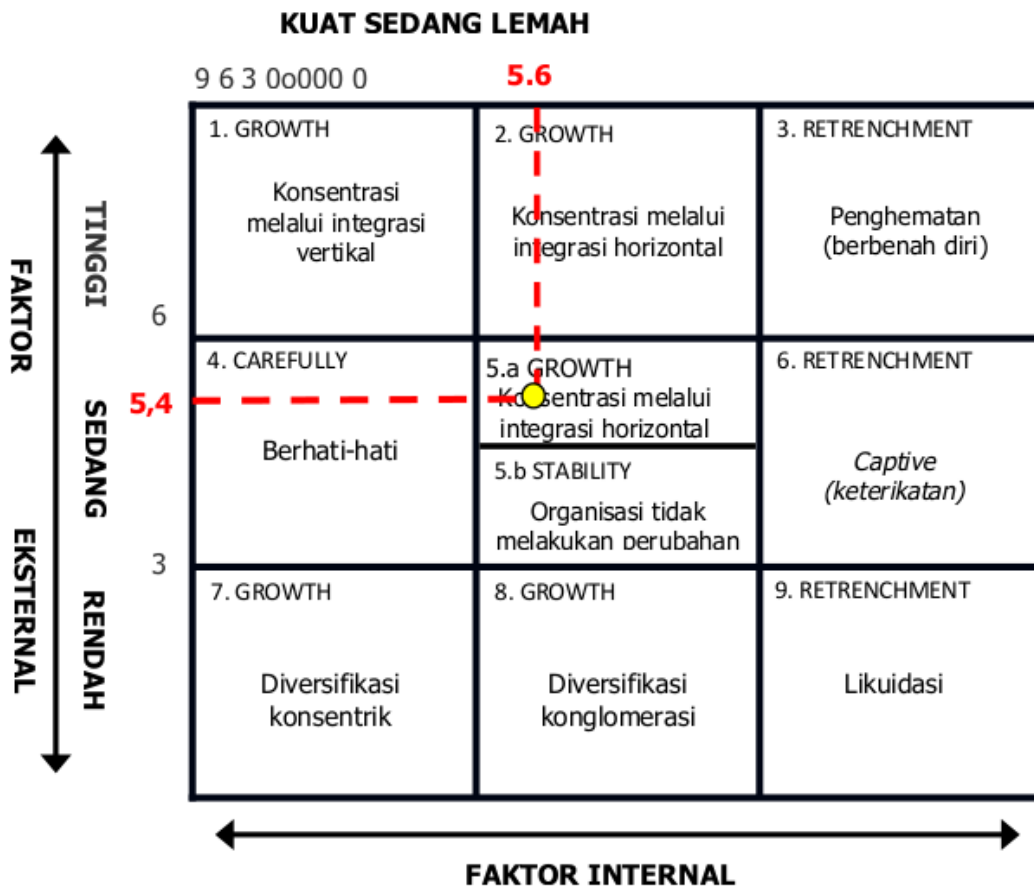 KUAT SEDANG LEMAH
9 6 3 0o000 0
5.6
1. GROWTH
Konsentrasi
melalui integrasi
vertikal
2. GROWTH
Konsentrasi melalui
integrasi horizontal
3. RETRENCHMENT
Penghematan
(berbenah diri)
TINGGI
FAKTOR
6
4. CAREFULLY
Berhati-hati
5.a GROWTH
Konsentrasi melalui
integrasi horizontal
5.b STABILITY
Organisasi tidak
melakukan perubahan
6. RETRENCHMENT
Captive
(keterikatan)
5,4
SEDANG
EKSTERNAL
3
RENDAH
7. GROWTH
Diversifikasi
konsentrik
8. GROWTH
Diversifikasi
konglomerasi
9. RETRENCHMENT
Likuidasi
FAKTOR INTERNAL